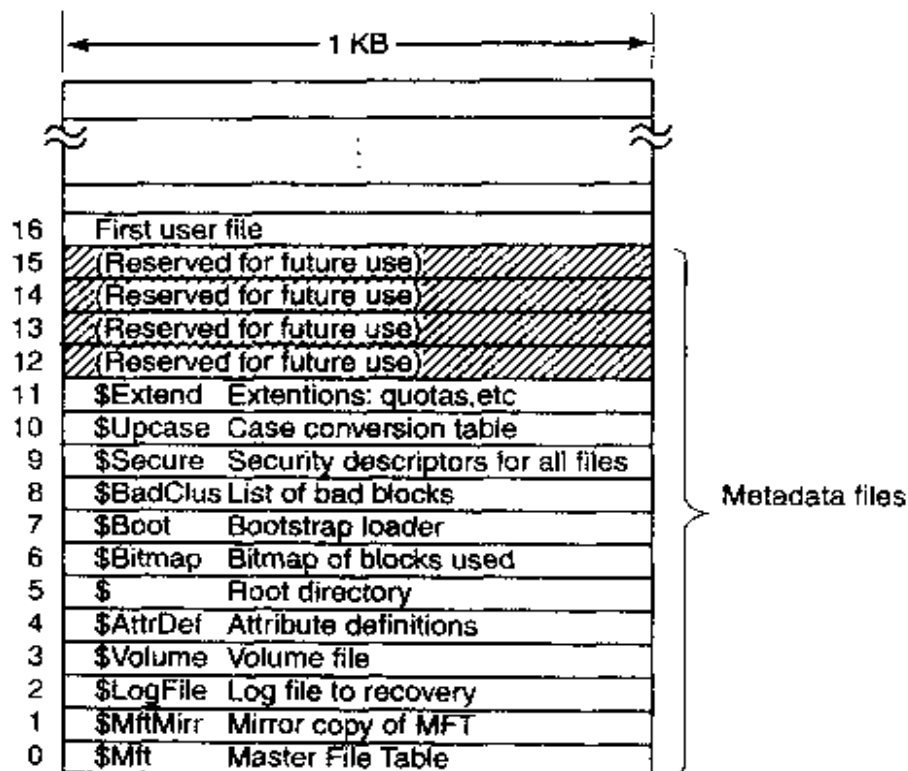 1 KB
16 First user file
15 (Reserved for future use)
14 (Reserved for future use)
13 (Reserved for future use)
12 (Reserved for future use)
11 $Extend Extentions: quotas,etc
10 $Upcase Case conversion table
9 $Secure Security descriptors for all files
8 $BadClus List of bad blocks
7 $Boot Bootstrap loader
6 $Bitmap Bitmap of blocks used
5 $ Root directory
4 $AttrDef Attribute definitions
3 $Volume Volume file
2 $LogFile Log file to recovery
1 $MftMirr Mirror copy of MFT
0 $Mft Master File Table
Metadata files